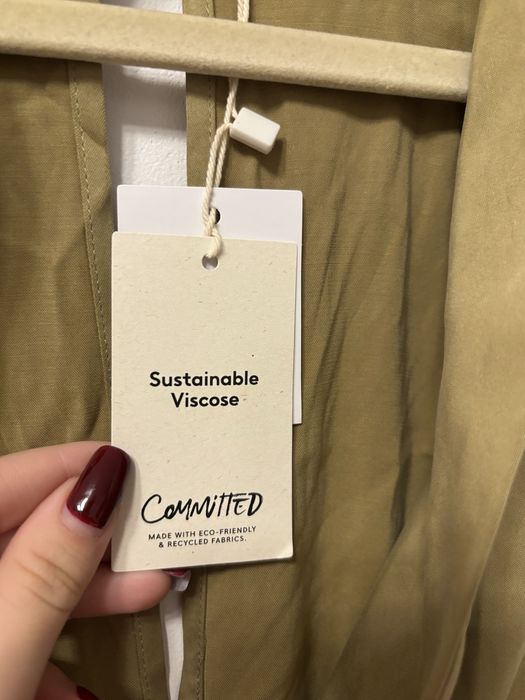 Sustainable
Viscose
COMMITTED
MADE WITH ECO-FRIENDLY
& RECYCLED FABRICS.